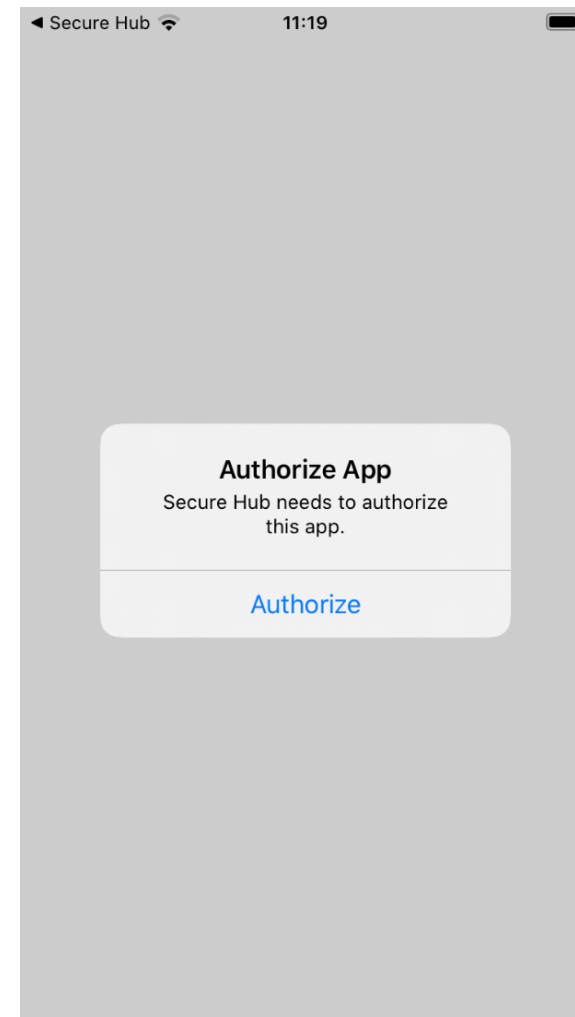 ◀ Secure Hub 11:19
Authorize App
Secure Hub needs to authorize
this app.
Authorize